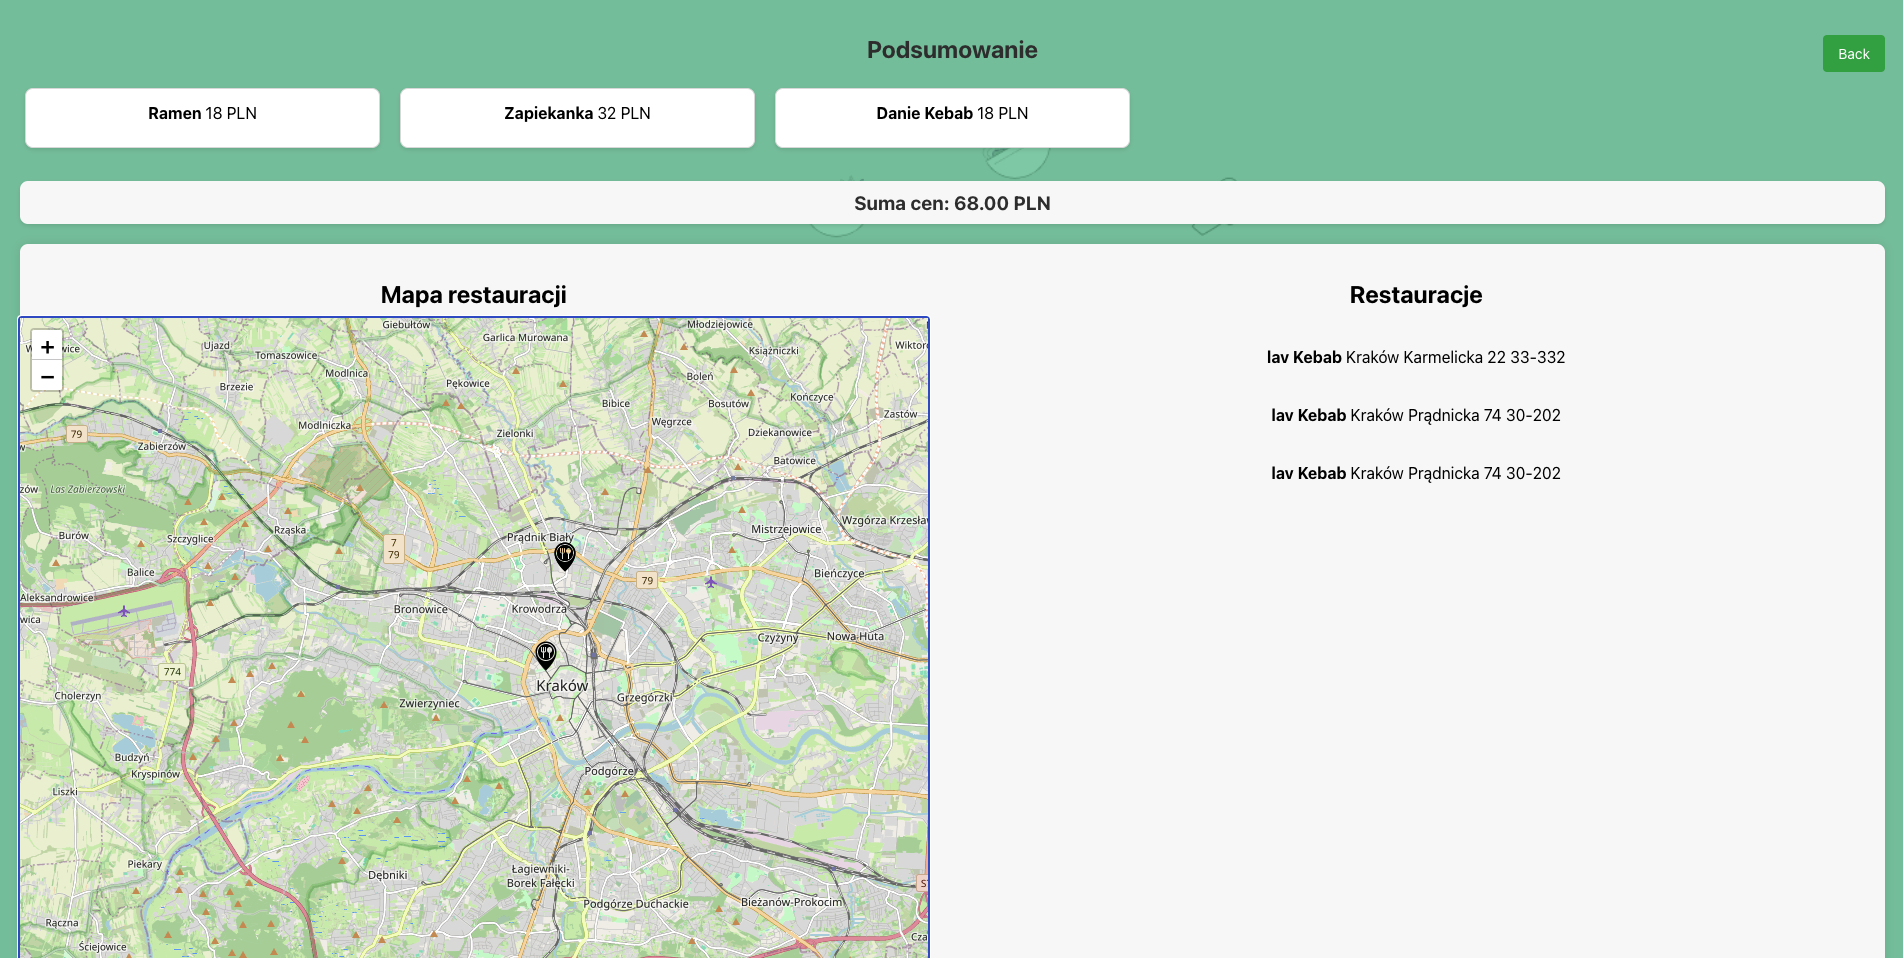 Podsumowanie
Back
Ramen 18 PLN
Zapiekanka 32 PLN
Danie Kebab 18 PLN
Suma cen: 68.00 PLN
Mapa restauracji
Restauracje
lav Kebab Kraków Karmelicka 22 33-332
lav Kebab Kraków Prądnicka 74 30-202
lav Kebab Kraków Prądnicka 74 30-202
+
−
Giebułtów
Młodziejowice
Garlica Murowana
Ujazd
Książniczki
Tomaszowice
Modlnica
Boleń
Brzezie
Pękowice
Kończyce
Bibice
Bosutów
Zastów
Węgrzce
Modlniczka
Zielonki
Dziekanowice
79
Zabierzów
Batowice
Las Zabierzowski
Wzgórza Krzesła
Mistrzejowice
Rząska
Burów
Szczyglice
Prądnik Biały
7
79
Balice
Bieńczyce
79
Aleksandrowice
Bronowice
Krowodrza
Czyżyny
Nowa Huta
774
Kraków
Cholerzyn
Grzegórzki
Zwierzyniec
Budzyń
Kryspinów
Podgórze
Liszki
Piekary
Dębniki
Łagiewniki-
Borek Fałęcki
Podgórze Duchackie
Bieżanów-Prokocim
Rączna
Ściejowice